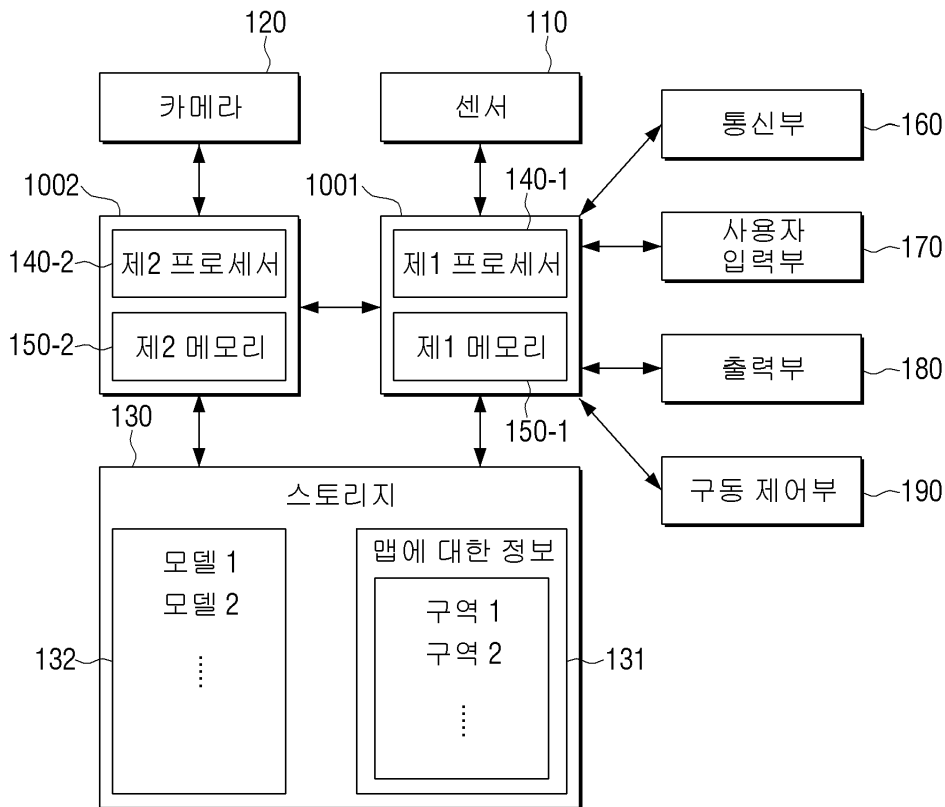 120
110
카메라
센서
통신부
160
1002
1001
140-1
140-2
제2 프로세서
제1 프로세서
사용자
입력부
170
150-2
제2 메모리
제1 메모리
출력부
180
130
150-1
스토리지
구동 제어부
190
모델 1
모델 2
맵에 대한 정보
구역 1
구역 2
132
131